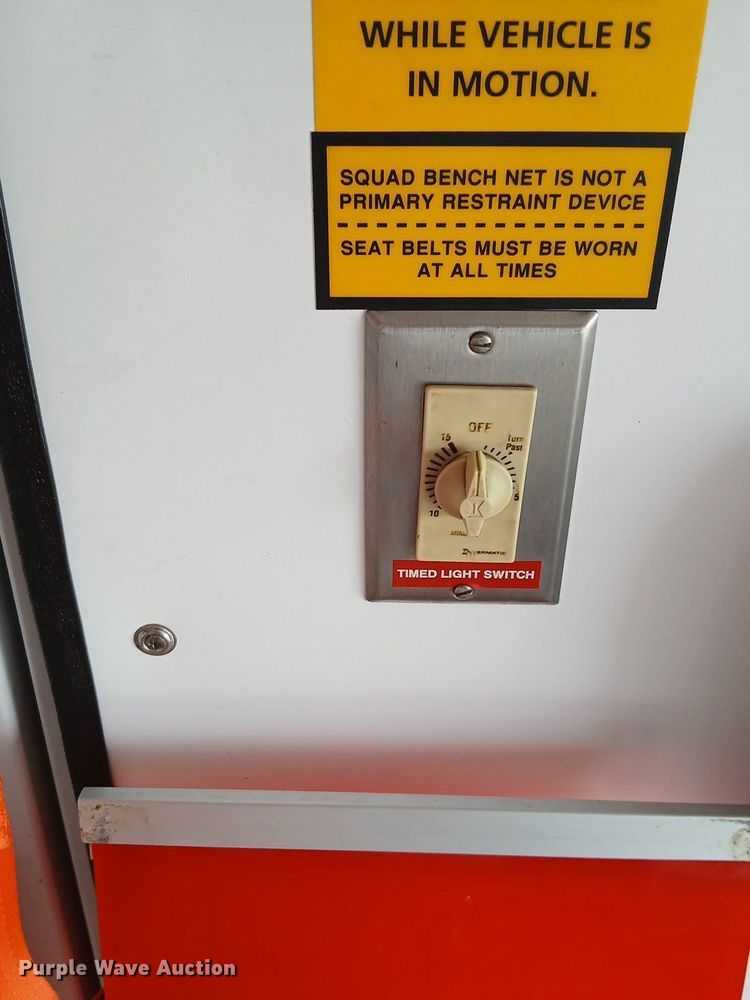 WHILE VEHICLE IS
IN MOTION.
SQUAD BENCH NET IS NOT A
PRIMARY RESTRAINT DEVICE
SEAT BELTS MUST BE WORN
AT ALL TIMES
OFF
15
Turn
Past
5
10
TIMED LIGHT SWITCH
Purple Wave Auction